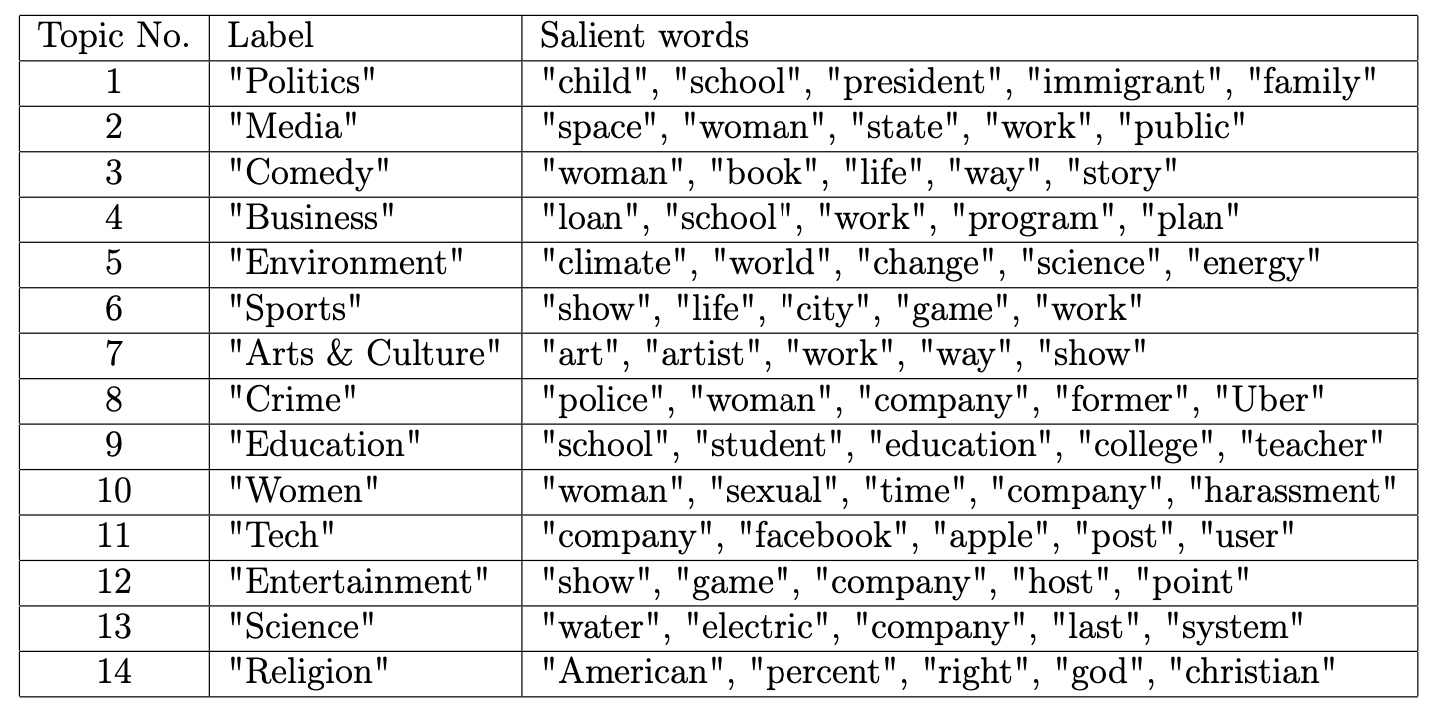 Topic No. Label Salient words
1 "Politics" "child", "school", "president", "immigrant", "family"
2 "Media" "space", "woman", "state", "work", "public"
3 "Comedy" "woman", "book", "life", "way", "story"
4 "Business" "loan", "school", "work", "program", "plan"
5 "Environment" "climate", "world", "change", "science", "energy"
6 "Sports" "show", "life", "city", "game", "work"
7 "Arts & Culture" "art", "artist", "work", "way", "show"
8 "Crime" "police", "woman", "company", "former", "Uber"
9 "Education" "school", "student", "education", "college", "teacher"
10 "Women" "woman", "sexual", "time", "company", "harassment"
11 "Tech" "company", "facebook", "apple", "post", "user"
12 "Entertainment" "show", "game", "company", "host", "point"
13 "Science" "water", "electric", "company", "last", "system"
14 "Religion" "American", "percent", "right", "god", "christian"